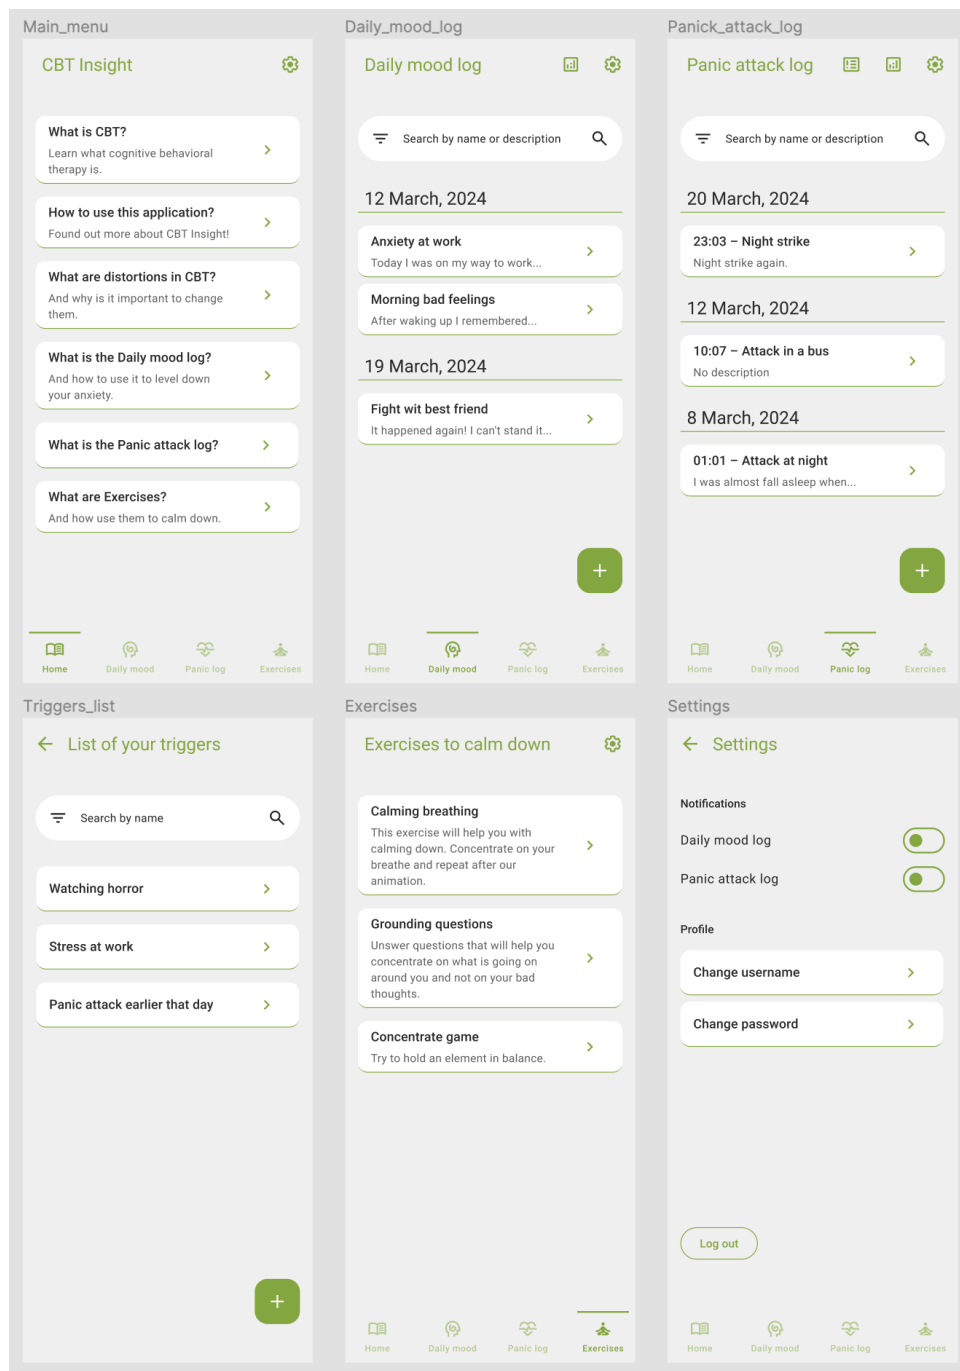 Main_menu
CBT Insight
What is CBT?
Learn what cognitive behavioral
therapy is.
How to use this application?
Found out more about CBT Insight!
What are distortions in CBT?
And why is it important to change
them.
What is the Daily mood log?
And how to use it to level down
your anxiety.
What is the Panic attack log?
What are Exercises?
And how use them to calm down.
Home
Daily mood
Panic log
Exercises
Daily_mood_log
Daily mood log
Search by name or description
12 March, 2024
Anxiety at work
Today I was on my way to work...
Morning bad feelings
After waking up I remembered...
19 March, 2024
Fight wit best friend
It happened again! I can't stand it...
+
Home
Daily mood
Panic log
Exercises
Panick_attack_log
Panic attack log
Search by name or description
20 March, 2024
23:03 – Night strike
Night strike again.
12 March, 2024
10:07 – Attack in a bus
No description
8 March, 2024
01:01 – Attack at night
I was almost fall asleep when...
+
Home
Daily mood
Panic log
Exercises
Triggers_list
List of your triggers
Search by name
Watching horror
Stress at work
Panic attack earlier that day
+
Exercises
Exercises to calm down
Calming breathing
This exercise will help you with
calming down. Concentrate on your
breathe and repeat after our
animation.
Grounding questions
Unswer questions that will help you
concentrate on what is going on
around you and not on your bad
thoughts.
Concentrate game
Try to hold an element in balance.
Home
Daily mood
Panic log
Exercises
Settings
Settings
Notifications
Daily mood log
Panic attack log
Profile
Change username
Change password
Log out
Home
Daily mood
Panic log
Exercises